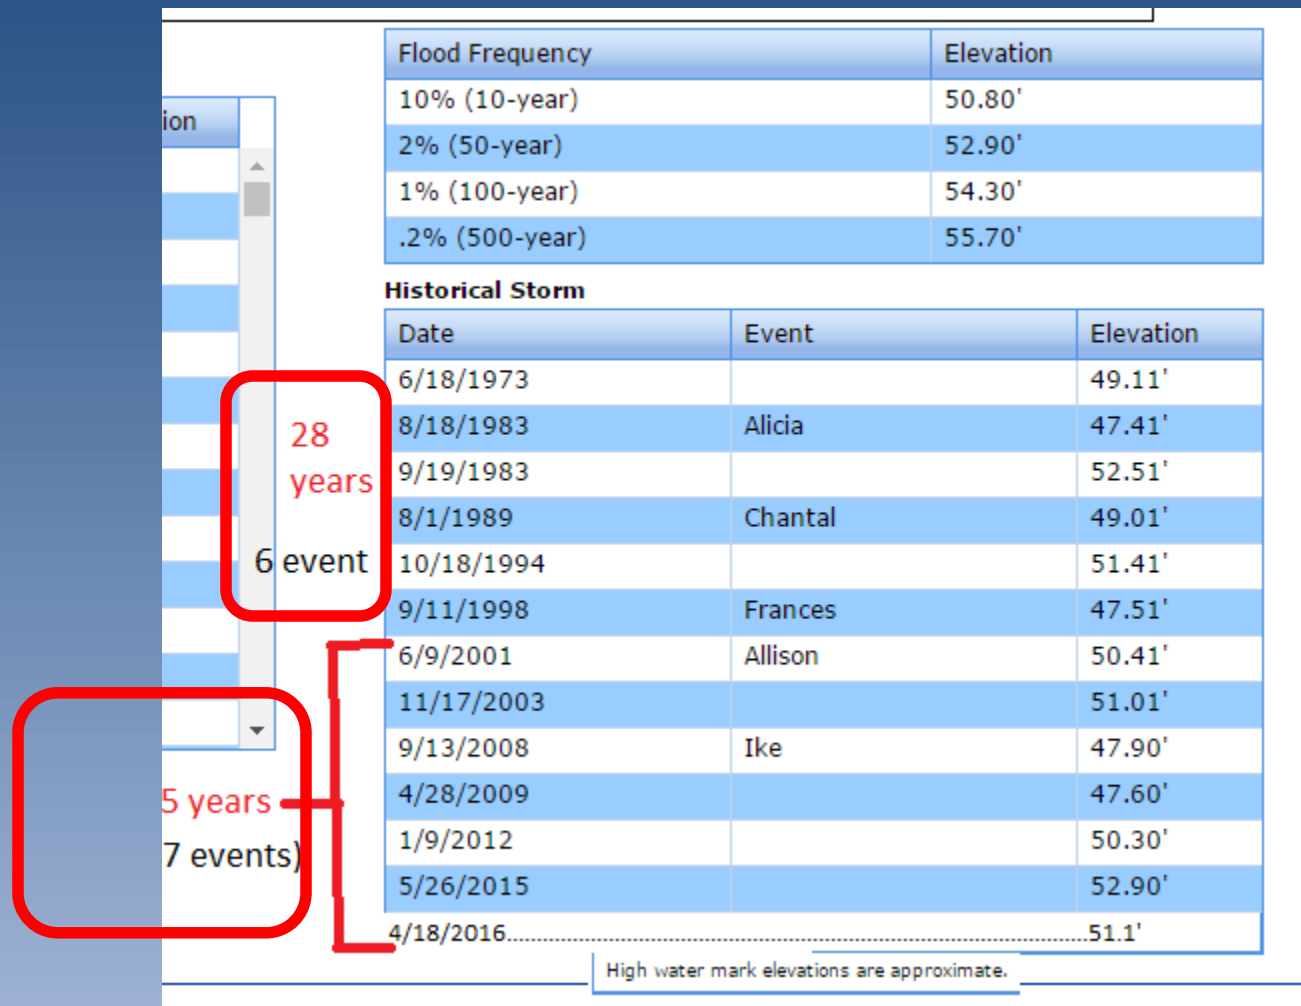 Flood Frequency Elevation
10% (10-year) 50.80'
2% (50-year) 52.90'
1% (100-year) 54.30'
.2% (500-year) 55.70'
ion
Historical Storm
Date Event Elevation
6/18/1973 49.11'
8/18/1983 Alicia 47.41'
9/19/1983 52.51'
8/1/1989 Chantal 49.01'
10/18/1994 51.41'
9/11/1998 Frances 47.51'
6/9/2001 Allison 50.41'
11/17/2003 51.01'
9/13/2008 Ike 47.90'
4/28/2009 47.60'
1/9/2012 50.30'
5/26/2015 52.90'
4/18/2016 51.1'
28
years
6 event
5 years
7 events)
High water mark elevations are approximate.